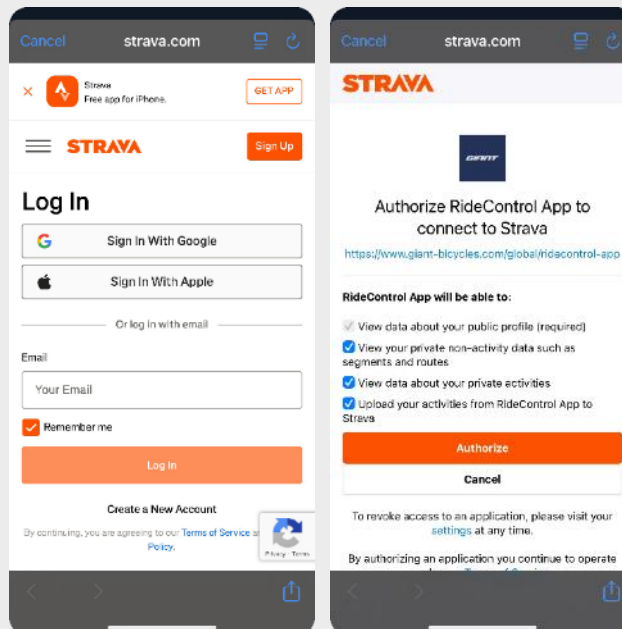 Cancel
strava.com
Strava
Free app for iPhone.
GET APP
STRAVA
Sign Up
Log In
Sign In With Google
Sign In With Apple
Or log in with email
Email
Your Email
Remember me
Log In
Create a New Account
By continuing, you are agreeing to our Terms of Service
Policy.
Privacy - Terms
Cancel
strava.com
STRAVA
GIANT
Authorize RideControl App to
connect to Strava
https://www.giant-bicycles.com/global/ridecontrol-app
RideControl App will be able to:
View data about your public profile (required)
View your private non-activity data such as
segments and routes
View data about your private activities
Upload your activities from RideControl App to
Strava
Authorize
Cancel
To revoke access to an application, please visit your
settings at any time.
By authorizing an application you continue to operate